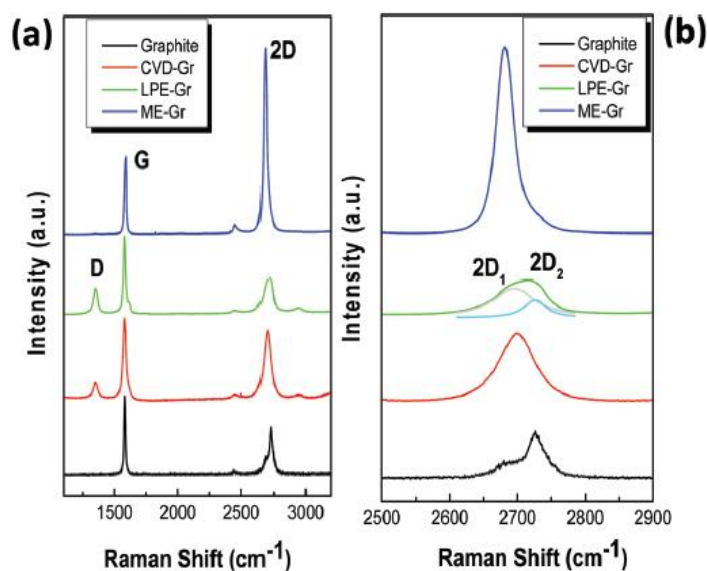 (a)
Graphite
CVD-Gr
LPE-Gr
ME-Gr
2D
G
D
Intensity (a.u.)
1500 2000 2500 3000
Raman Shift (cm⁻¹)
(b)
Graphite
CVD-Gr
LPE-Gr
ME-Gr
2D₁ 2D₂
Intensity (a.u.)
2500 2600 2700 2800 2900
Raman Shift (cm⁻¹)